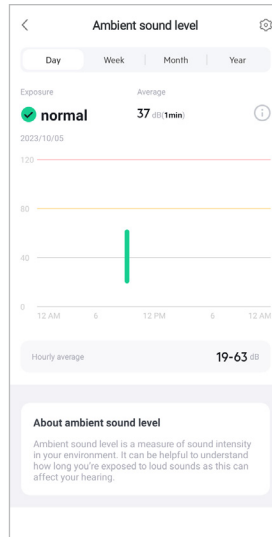 Ambient sound level
Day Week Month Year
Exposure Average
normal 37 dB(1min)
2023/10/05
120
80
40
0
12 AM 6 12 PM 6 12 AM
Hourly average 19-63 dB
About ambient sound level
Ambient sound level is a measure of sound intensity
in your environment. It can be helpful to understand
how long you're exposed to loud sounds as this can
affect your hearing.